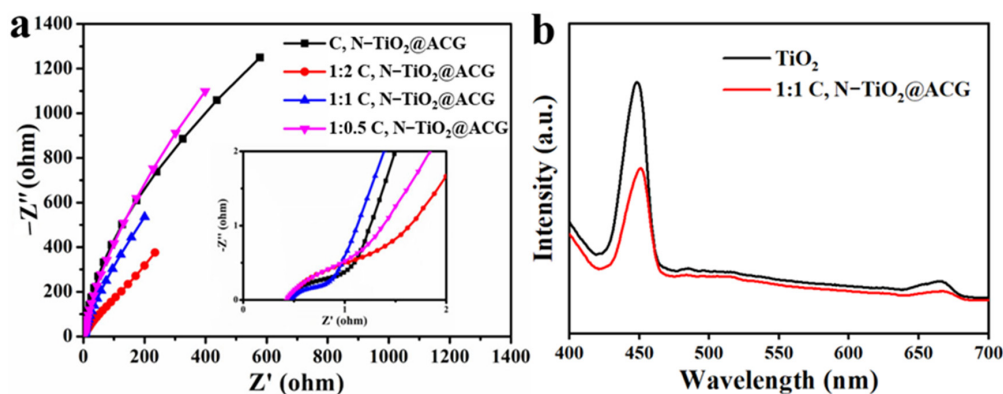 a
1400
1200
1000
800
600
400
200
0
−Z'' (ohm)
C, N−TiO₂@ACG
1:2 C, N−TiO₂@ACG
1:1 C, N−TiO₂@ACG
1:0.5 C, N−TiO₂@ACG
2
1
0
-Z'' (ohm)
0 1 2
Z' (ohm)
0 200 400 600 800 1000 1200 1400
Z' (ohm)
b
TiO₂
1:1 C, N−TiO₂@ACG
Intensity (a.u.)
400 450 500 550 600 650 700
Wavelength (nm)